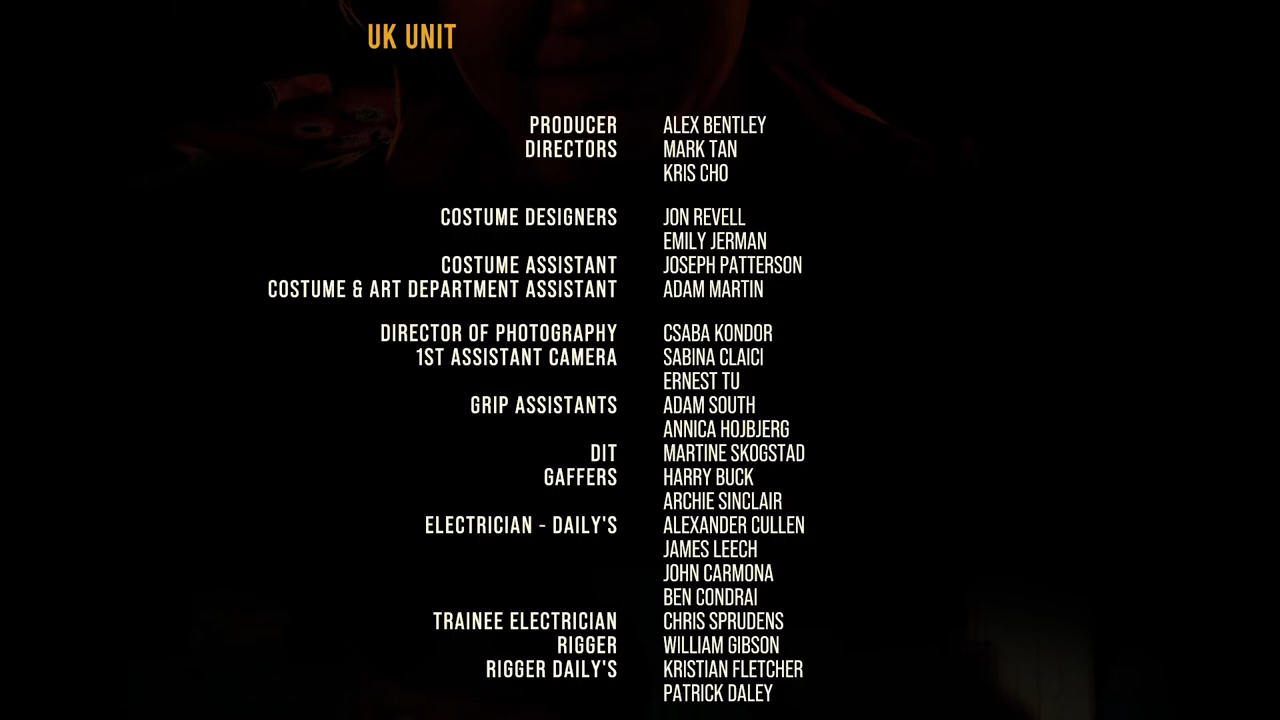 UK UNIT
PRODUCER ALEX BENTLEY
DIRECTORS MARK TAN
KRIS CHO
COSTUME DESIGNERS JON REVELL
EMILY JERMAN
COSTUME ASSISTANT JOSEPH PATTERSON
COSTUME & ART DEPARTMENT ASSISTANT ADAM MARTIN
DIRECTOR OF PHOTOGRAPHY CSABA KONDOR
1ST ASSISTANT CAMERA SABINA CLAICI
ERNEST TU
GRIP ASSISTANTS ADAM SOUTH
ANNICA HOJBJERG
DIT MARTINE SKOGSTAD
GAFFERS HARRY BUCK
ARCHIE SINCLAIR
ELECTRICIAN - DAILY'S ALEXANDER CULLEN
JAMES LEECH
JOHN CARMONA
BEN CONDRAI
TRAINEE ELECTRICIAN CHRIS SPRUDENS
RIGGER WILLIAM GIBSON
RIGGER DAILY'S KRISTIAN FLETCHER
PATRICK DALEY